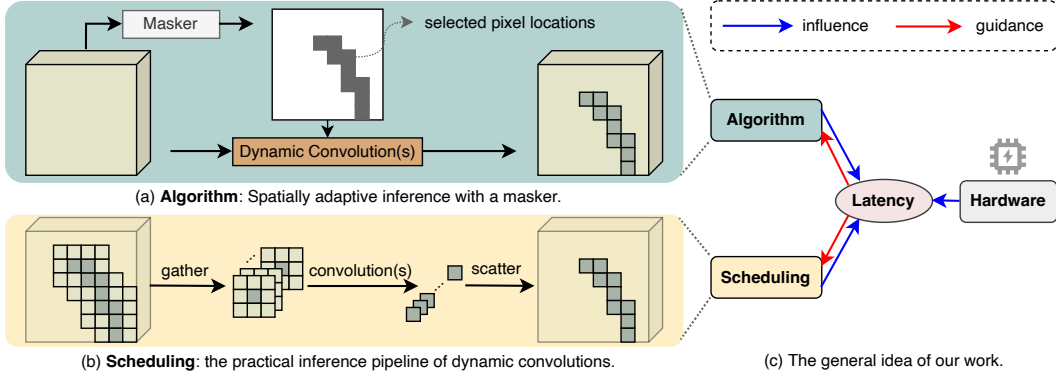 Masker
selected pixel locations
Dynamic Convolution(s)
(a) Algorithm: Spatially adaptive inference with a masker.
gather
convolution(s)
scatter
(b) Scheduling: the practical inference pipeline of dynamic convolutions.
influence
guidance
Algorithm
Latency
Hardware
Scheduling
(c) The general idea of our work.